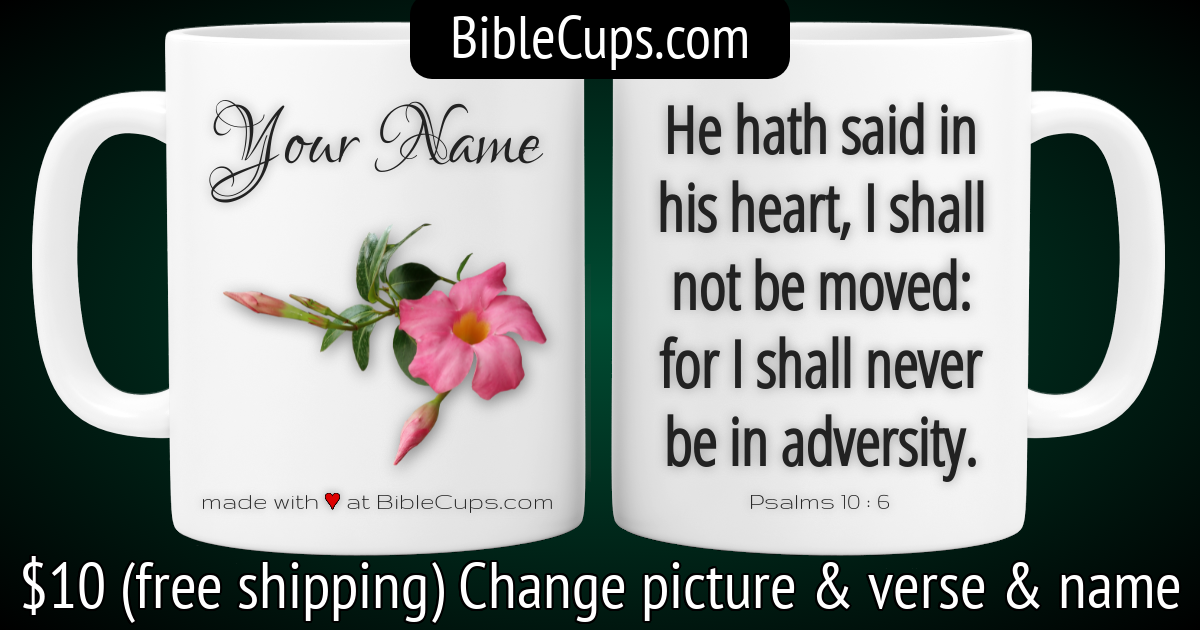 BibleCups.com
Your Name
made with ♥ at BibleCups.com
He hath said in
his heart, I shall
not be moved:
for I shall never
be in adversity.
Psalms 10 : 6
$10 (free shipping) Change picture & verse & name